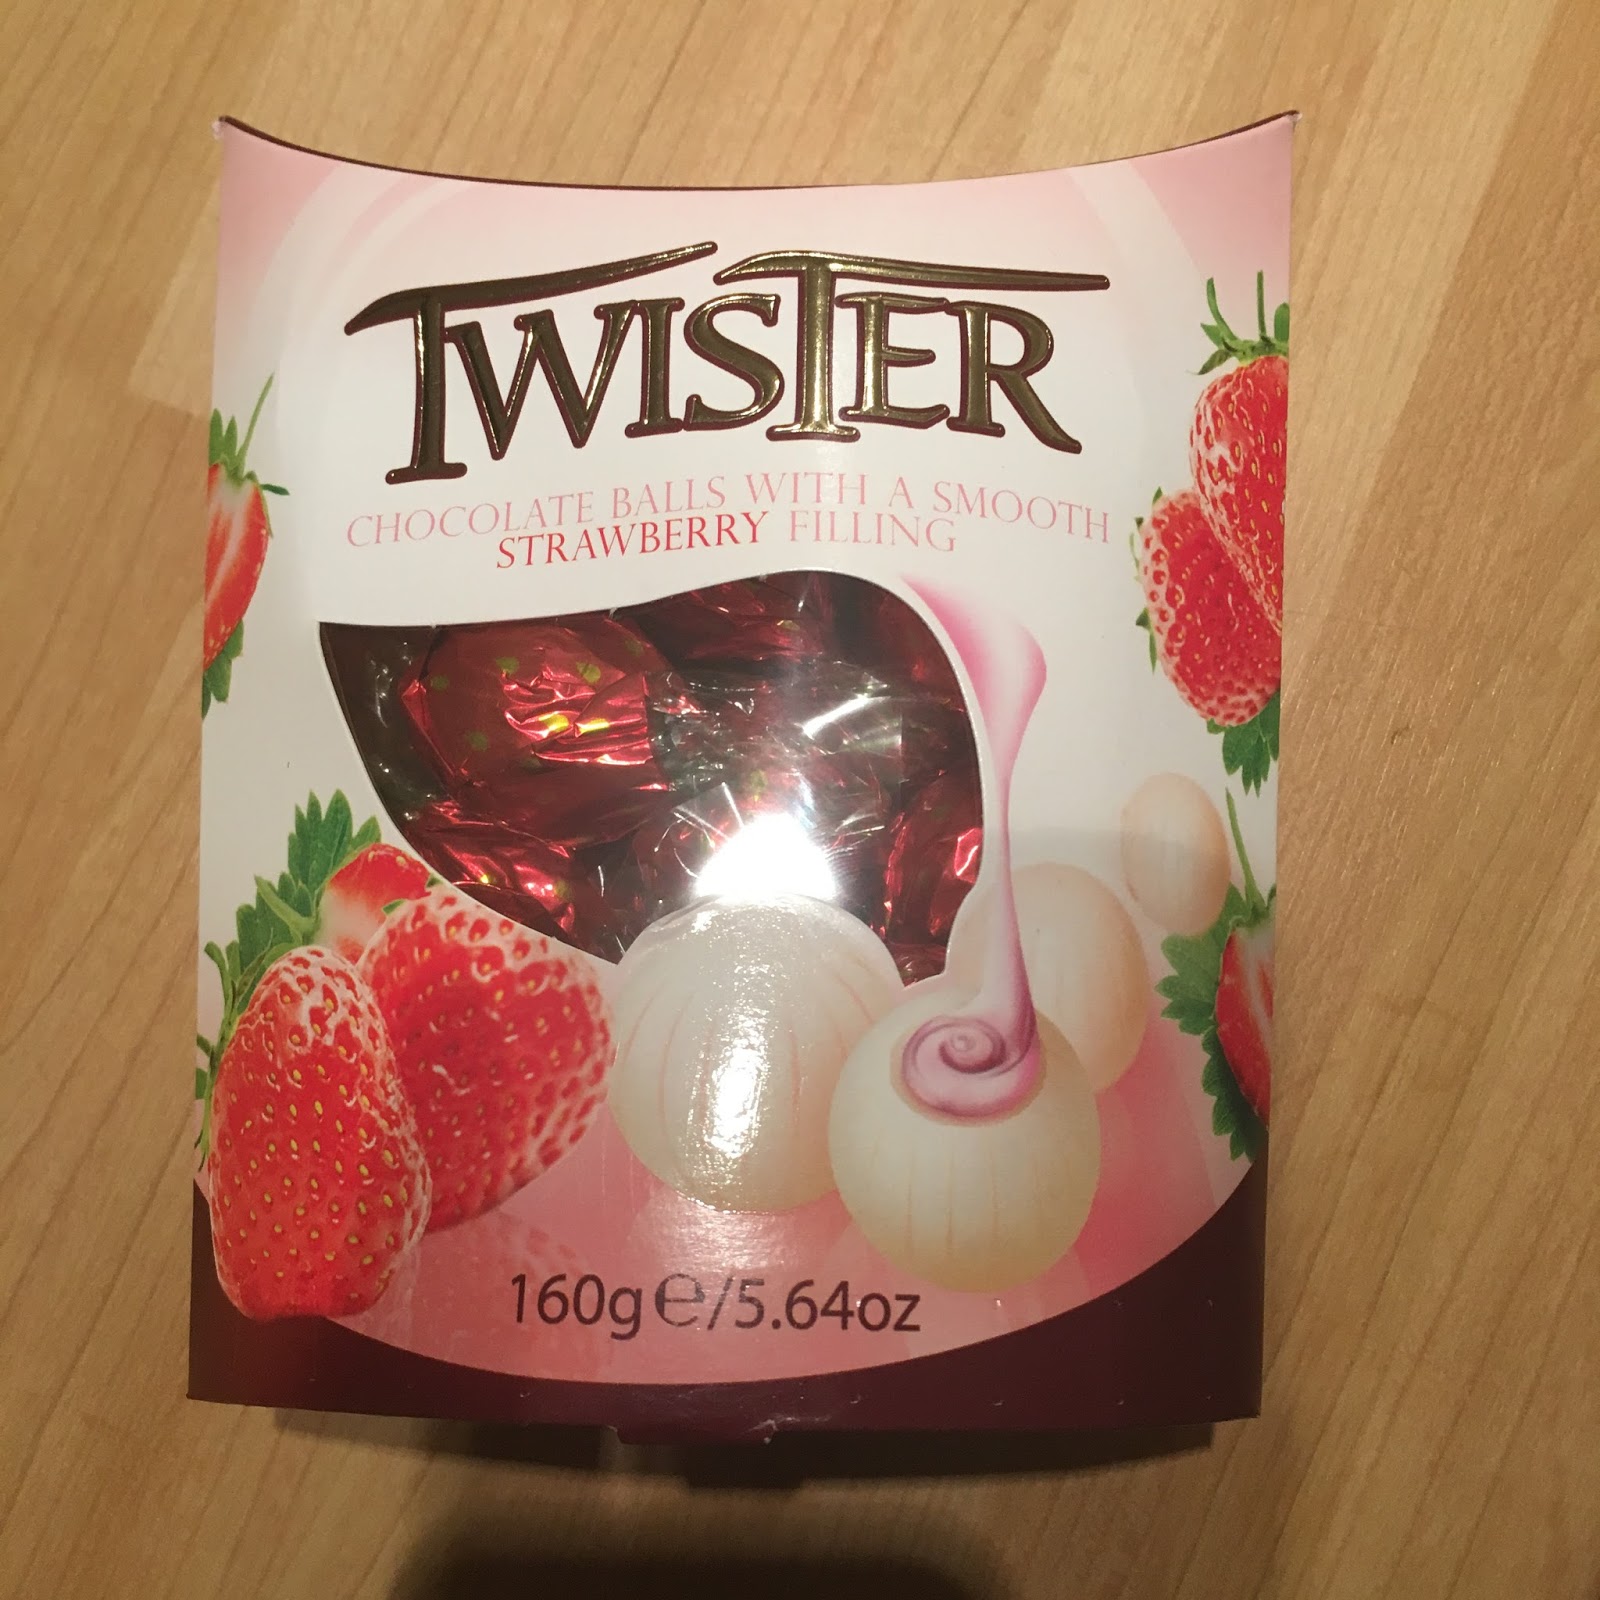 TWISTER
CHOCOLATE BALLS WITH A SMOOTH
STRAWBERRY FILLING
160g ℮/5.64oz